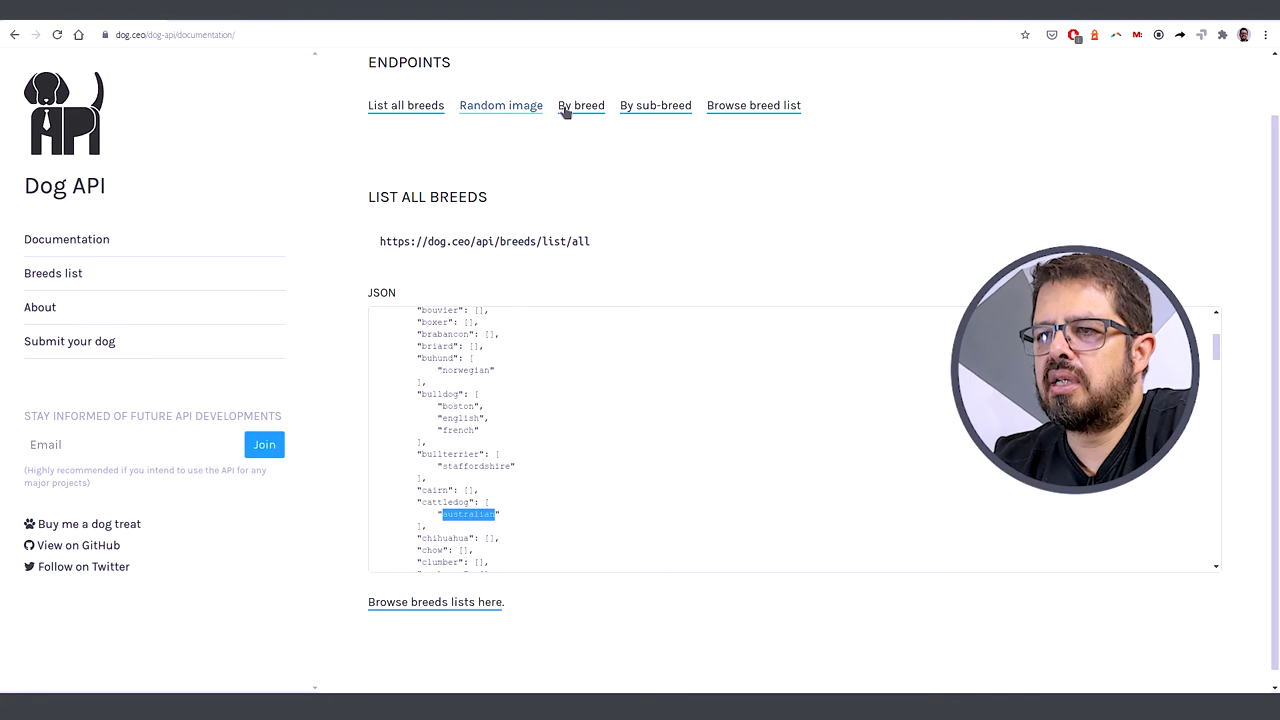 dog.ceo/dog-api/documentation/
API
Dog API
Documentation
Breeds list
About
Submit your dog
STAY INFORMED OF FUTURE API DEVELOPMENTS
Email
Join
(Highly recommended if you intend to use the API for any
major projects)
Buy me a dog treat
View on GitHub
Follow on Twitter
ENDPOINTS
List all breeds Random image By breed By sub-breed Browse breed list
LIST ALL BREEDS
https://dog.ceo/api/breeds/list/all
JSON
"bouvier": [],
"boxer": [],
"brabancon": [],
"briard": [],
"buhund": [
"norwegian"
],
"bulldog": [
"boston",
"english",
"french"
],
"bullterrier": [
"staffordshire"
],
"cairn": [],
"cattledog": [
"australian"
],
"chihuahua": [],
"chow": [],
"clumber": [],
Browse breeds lists here.